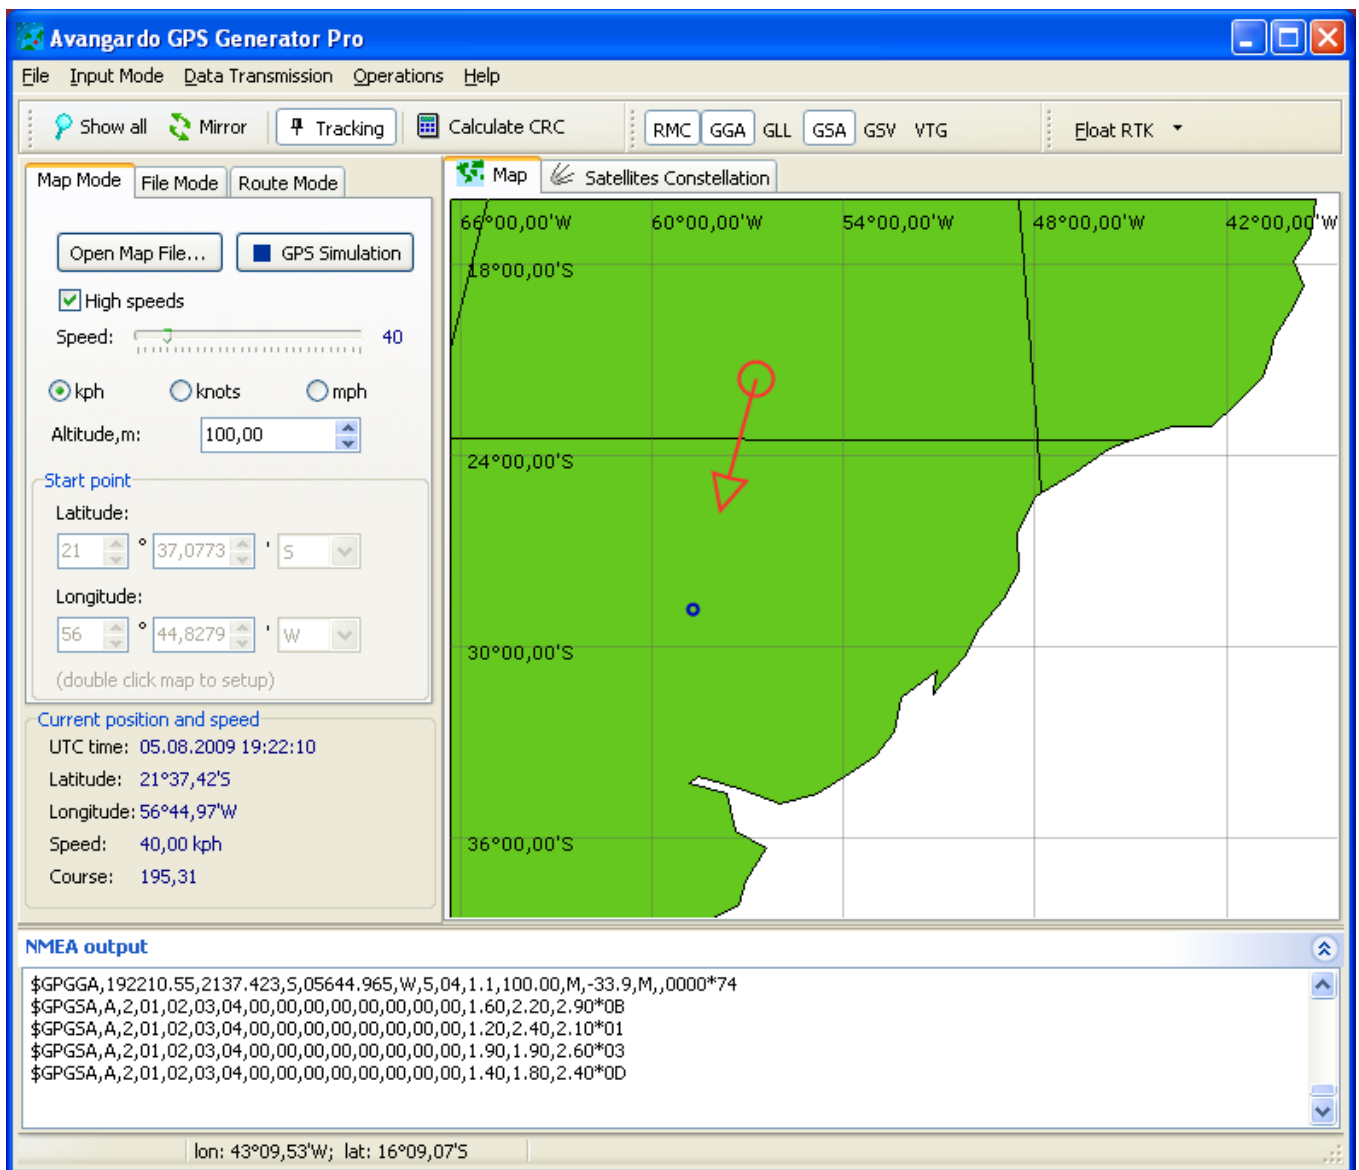 Avangardo GPS Generator Pro
File Input Mode Data Transmission Operations Help
Show all Mirror Tracking Calculate CRC RMC GGA GLL GSA GSV VTG Float RTK
Map Mode File Mode Route Mode
Map Satellites Constellation
Open Map File... GPS Simulation
High speeds
Speed: 40
kph knots mph
Altitude,m: 100,00
Start point
Latitude:
21 ° 37,0773 ' S
Longitude:
56 ° 44,8279 ' W
(double click map to setup)
Current position and speed
UTC time: 05.08.2009 19:22:10
Latitude: 21°37,42'S
Longitude: 56°44,97'W
Speed: 40,00 kph
Course: 195,31
66°00,00'W 60°00,00'W 54°00,00'W 48°00,00'W 42°00,00'W
18°00,00'S
24°00,00'S
30°00,00'S
36°00,00'S
NMEA output
$GPGGA,192210.55,2137.423,S,05644.965,W,5,04,1.1,100.00,M,-33.9,M,,0000*74
$GPGSA,A,2,01,02,03,04,00,00,00,00,00,00,00,00,1.60,2.20,2.90*0B
$GPGSA,A,2,01,02,03,04,00,00,00,00,00,00,00,00,1.20,2.40,2.10*01
$GPGSA,A,2,01,02,03,04,00,00,00,00,00,00,00,00,1.90,1.90,2.60*03
$GPGSA,A,2,01,02,03,04,00,00,00,00,00,00,00,00,1.40,1.80,2.40*0D
lon: 43°09,53'W; lat: 16°09,07'S